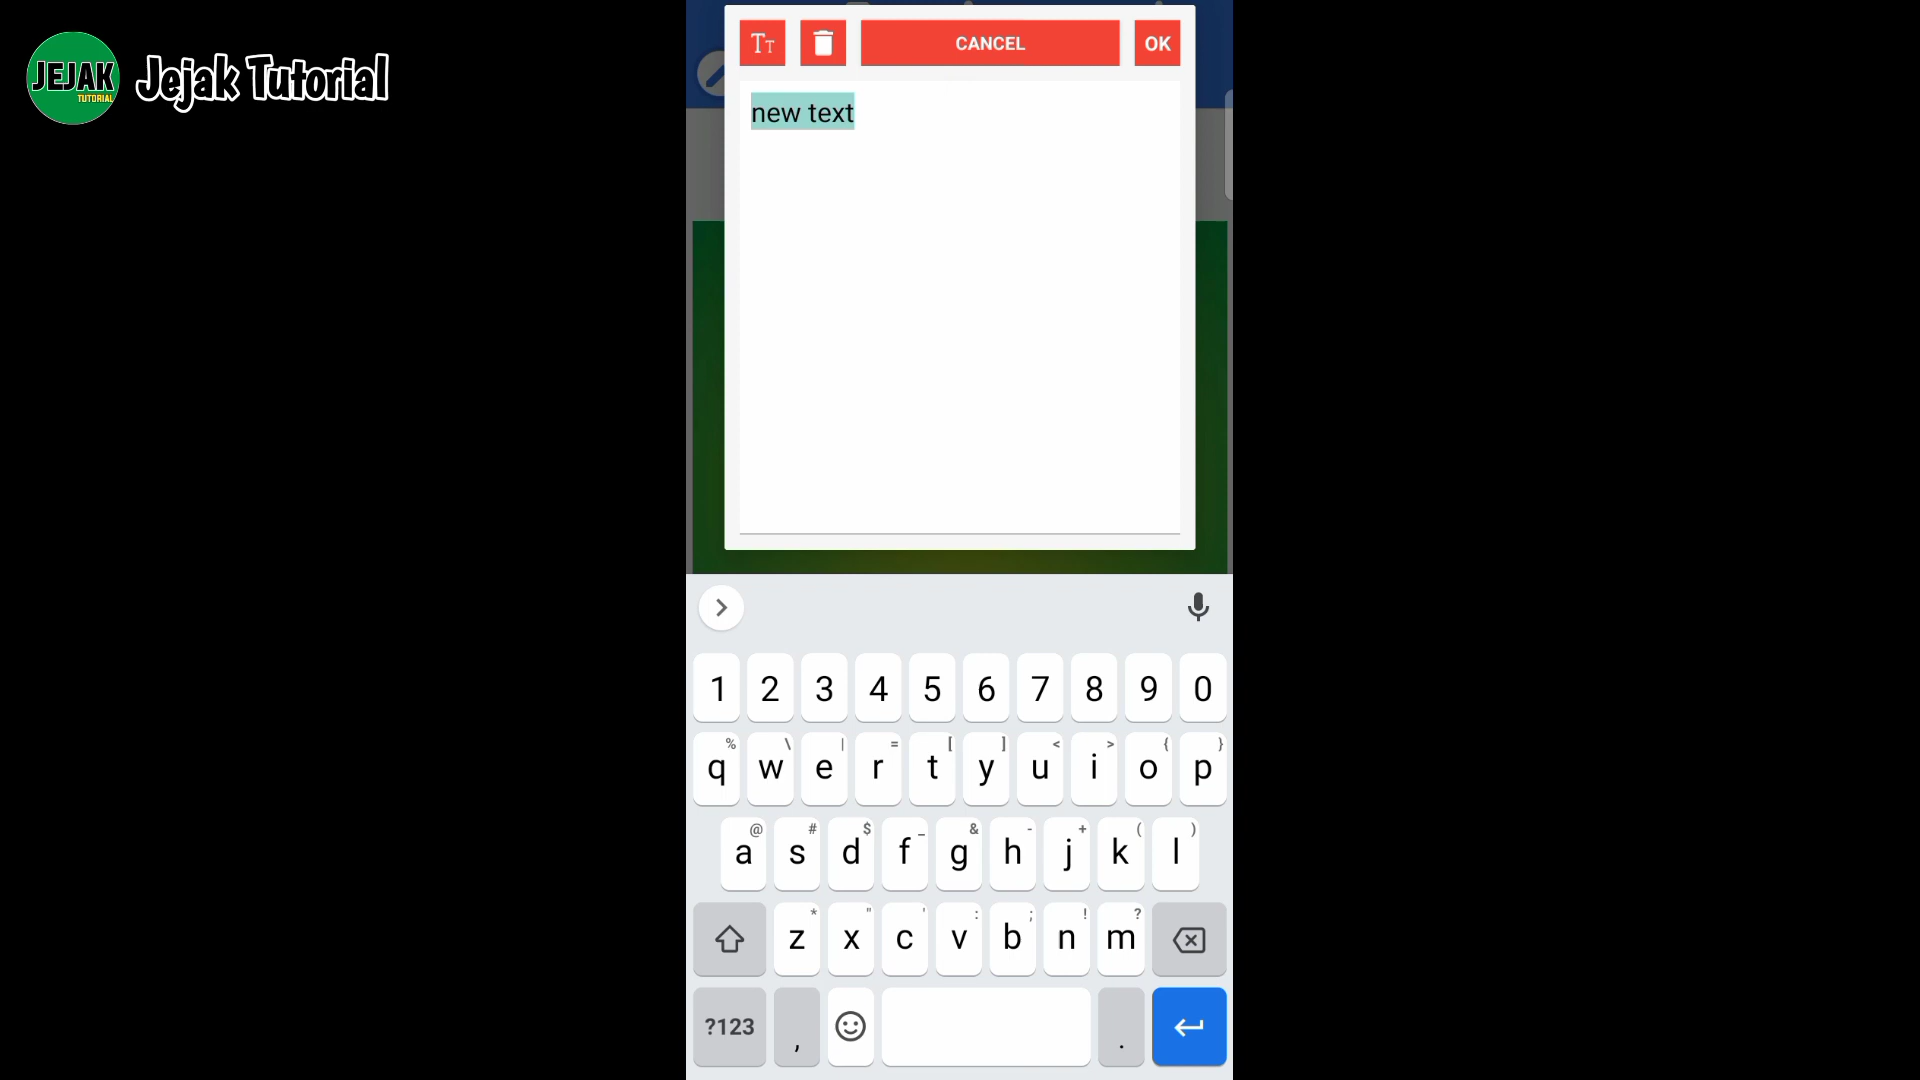 JEJAK
TUTORIAL
Jejak Tutorial
TT CANCEL OK
new text
1 2 3 4 5 6 7 8 9 0
% \ | = [ ] < > { }
q w e r t y u i o p
@ # $ _ & - + ( )
a s d f g h j k l
* " ' : ; ! ?
z x c v b n m
?123 , .